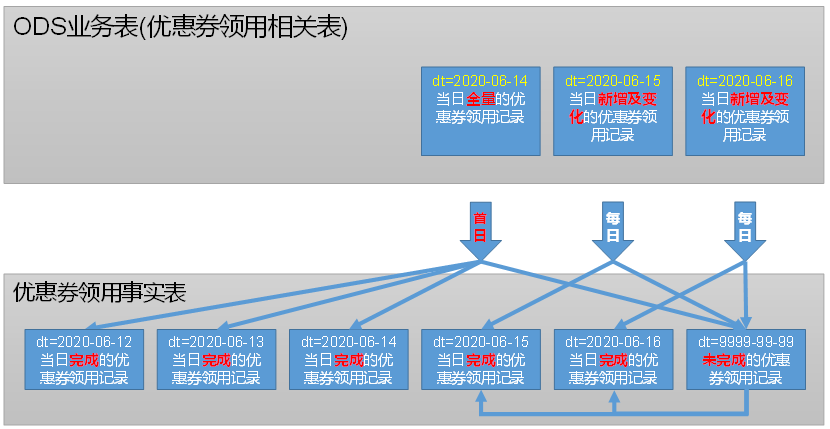 ODS业务表(优惠券领用相关表)
dt=2020-06-14
当日全量的优
惠券领用记录
dt=2020-06-15
当日新增及变
化的优惠券领
用记录
dt=2020-06-16
当日新增及变
化的优惠券领
用记录
首
日
每
日
每
日
优惠券领用事实表
dt=2020-06-12
当日完成的优
惠券领用记录
dt=2020-06-13
当日完成的优
惠券领用记录
dt=2020-06-14
当日完成的优
惠券领用记录
dt=2020-06-15
当日完成的优
惠券领用记录
dt=2020-06-16
当日完成的优
惠券领用记录
dt=9999-99-99
未完成的优惠
券领用记录